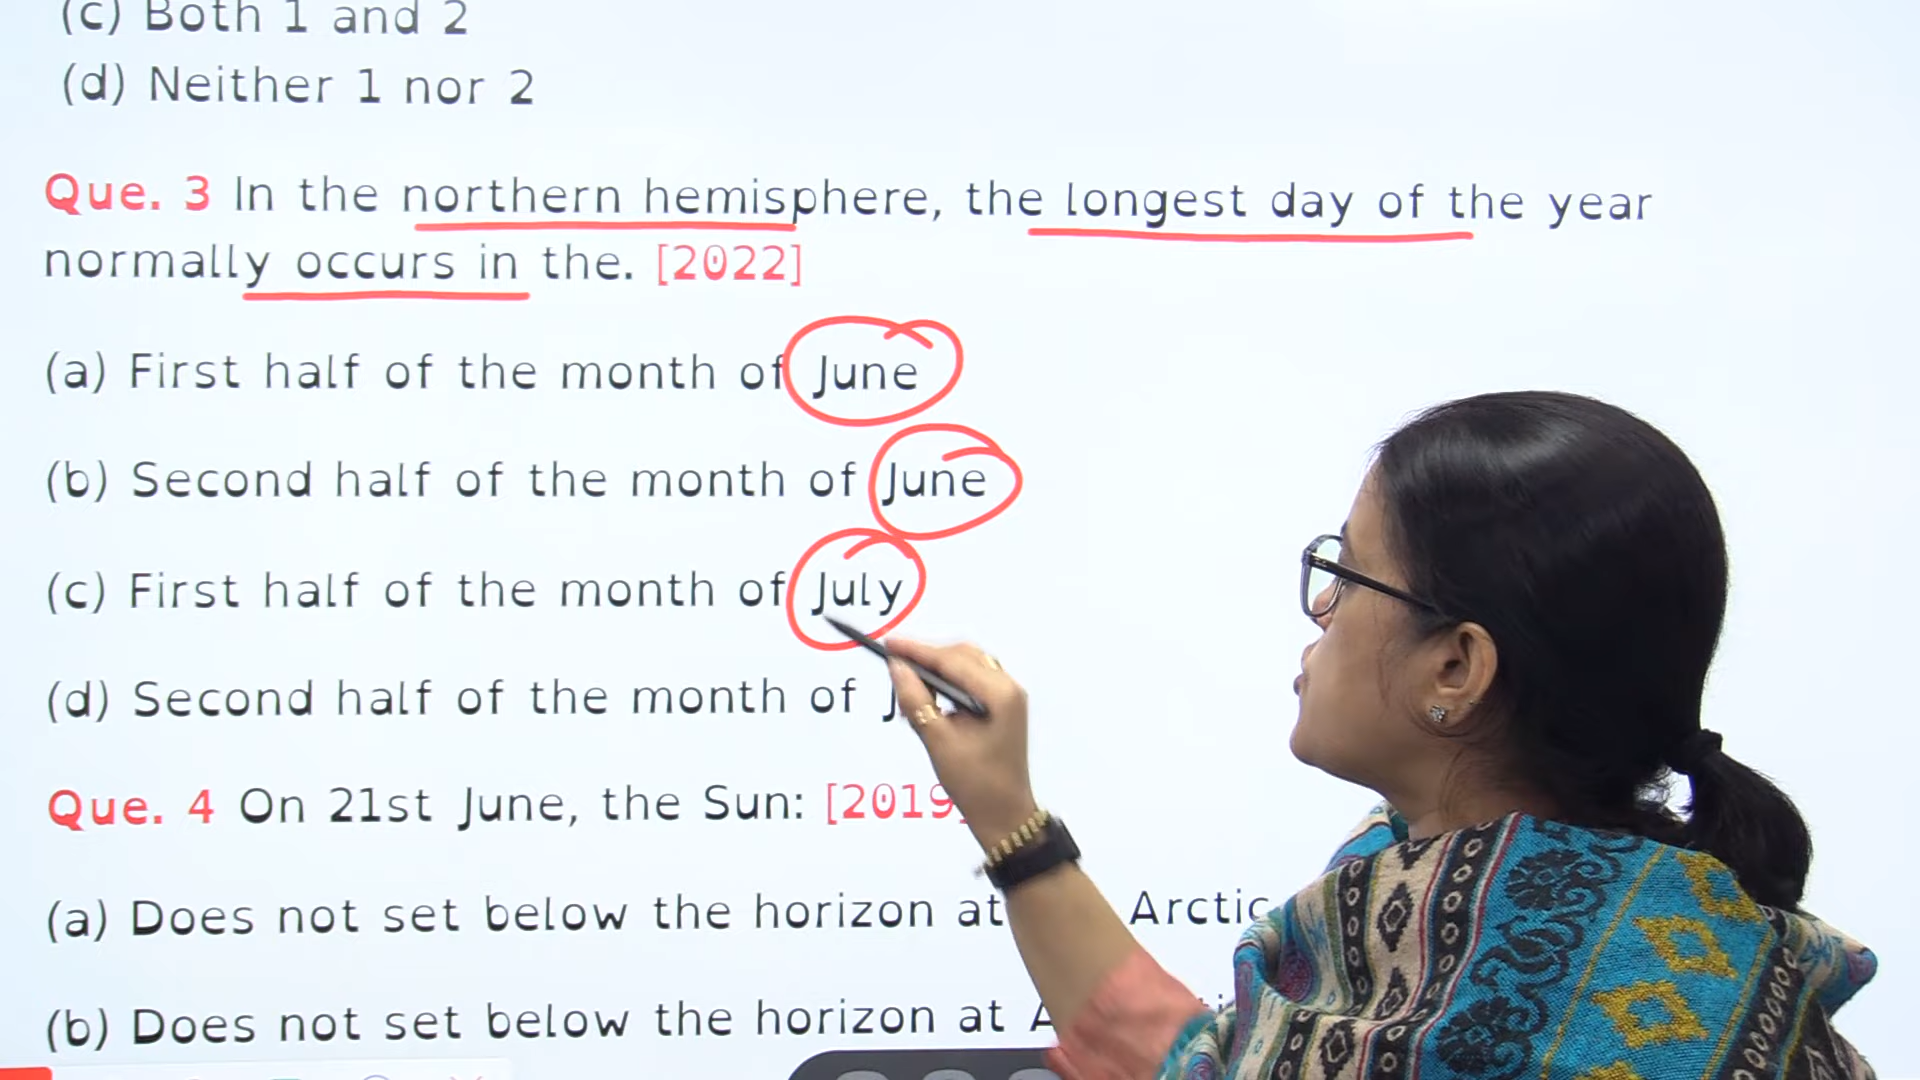 (c) Both 1 and 2
(d) Neither 1 nor 2
Que. 3 In the northern hemisphere, the longest day of the year
normally occurs in the. [2022]
(a) First half of the month of June
(b) Second half of the month of June
(c) First half of the month of July
(d) Second half of the month of
Que. 4 On 21st June, the Sun: [2019
(a) Does not set below the horizon at Arctic
(b) Does not set below the horizon at